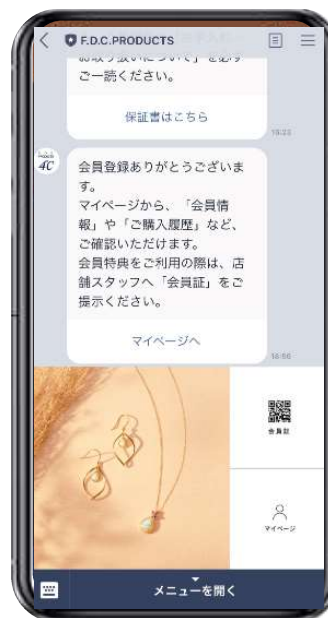 F.D.C.PRODUCTS
ご一読ください。
保証書はこちら
18:23
4℃
会員登録ありがとうございま
す。
マイページから、「会員情
報」や「ご購入履歴」など、
ご確認いただけます。
会員特典をご利用の際は、店
舗スタッフへ「会員証」をご
提示ください。
マイページへ
18:56
会員証
マイページ
メニューを開く